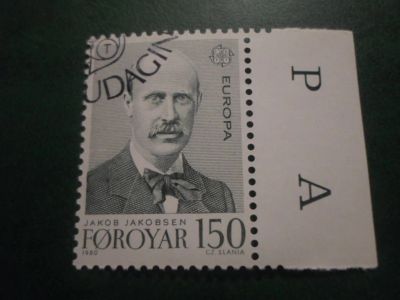 T
UDAGIN
EUROPA
JAKOB JAKOBSEN
FØROYAR 150
1980 CZ. SLANIA
P
A